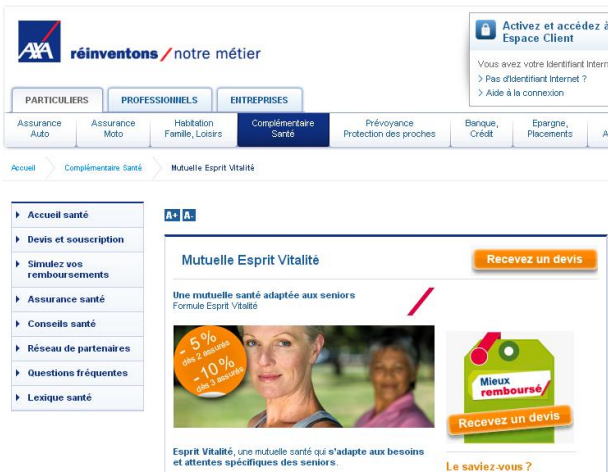 AXA
réinventons / notre métier
Activez et accédez à
Espace Client
Vous avez votre Identifiant Intern
> Pas d'Identifiant Internet ?
> Aide à la connexion
PARTICULIERS
PROFESSIONNELS
ENTREPRISES
Assurance
Auto
Assurance
Moto
Habitation
Famille, Loisirs
Complémentaire
Santé
Prévoyance
Protection des proches
Banque,
Crédit
Epargne,
Placements
A
Accueil
Complémentaire Santé
Mutuelle Esprit Vitalité
Accueil santé
Devis et souscription
Simulez vos
remboursements
Assurance santé
Conseils santé
Réseau de partenaires
Questions fréquentes
Lexique santé
A+ A-
Mutuelle Esprit Vitalité
Recevez un devis
Une mutuelle santé adaptée aux seniors
Formule Esprit Vitalité
- 5%
dès 2 assurés
-10%
dès 3 assurés
Mieux
remboursé
Recevez un devis
Esprit Vitalité, une mutuelle santé qui s'adapte aux besoins
et attentes spécifiques des seniors.
Le saviez-vous ?